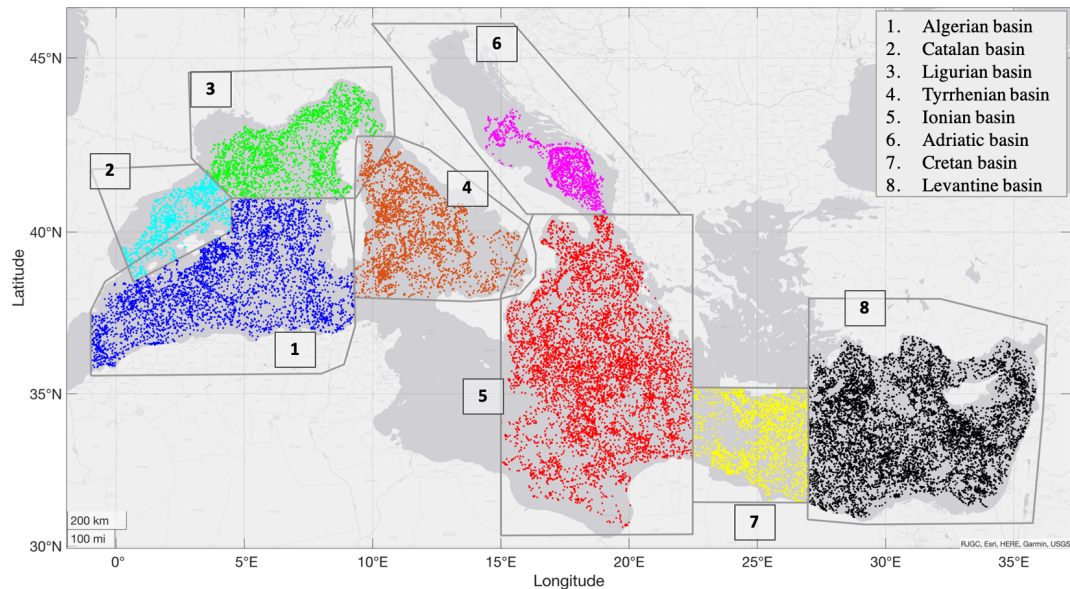 1. Algerian basin
2. Catalan basin
3. Ligurian basin
4. Tyrrhenian basin
5. Ionian basin
6. Adriatic basin
7. Cretan basin
8. Levantine basin
45°N
40°N
35°N
30°N
Latitude
6
3
2
4
8
1
5
7
200 km
100 mi
RJGC, Esri, HERE, Garmin, USGS
0°
5°E
10°E
15°E
20°E
25°E
30°E
35°E
Longitude